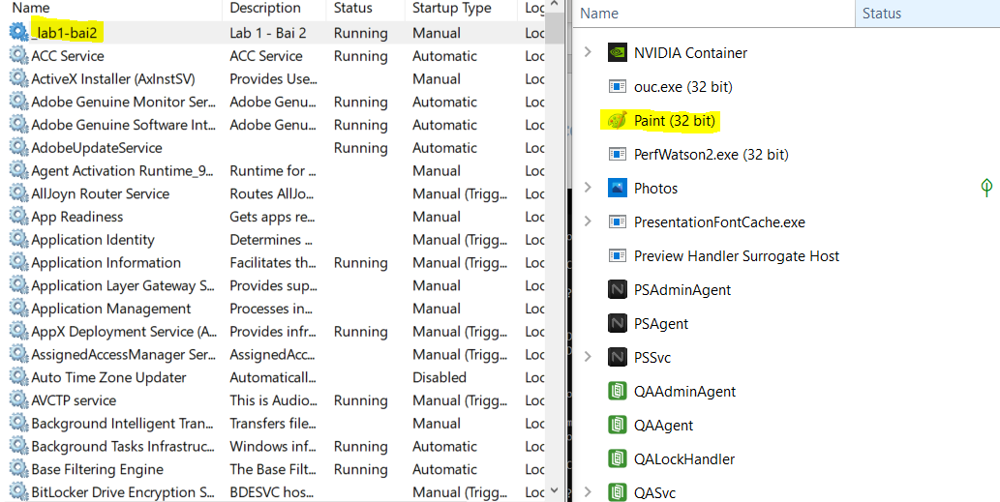 Name Description Status Startup Type Log
_lab1-bai2 Lab 1 - Bai 2 Running Manual Loc
ACC Service ACC Service Running Automatic Loc
ActiveX Installer (AxInstSV) Provides Use... Manual Loc
Adobe Genuine Monitor Ser... Adobe Genu... Running Automatic Loc
Adobe Genuine Software Int... Adobe Genu... Running Automatic Loc
AdobeUpdateService Running Automatic Loc
Agent Activation Runtime_9... Runtime for ... Manual Loc
AllJoyn Router Service Routes AllJo... Manual (Trigg... Loc
App Readiness Gets apps re... Manual Loc
Application Identity Determines ... Manual (Trigg... Loc
Application Information Facilitates th... Running Manual (Trigg... Loc
Application Layer Gateway S... Provides sup... Manual Loc
Application Management Processes in... Manual Loc
AppX Deployment Service (A... Provides infr... Running Manual (Trigg... Loc
AssignedAccessManager Ser... AssignedAcc... Manual (Trigg... Loc
Auto Time Zone Updater Automaticall... Disabled Loc
AVCTP service This is Audio... Running Manual (Trigg... Loc
Background Intelligent Tran... Transfers file... Manual Loc
Background Tasks Infrastruc... Windows inf... Running Automatic Loc
Base Filtering Engine The Base Filt... Running Automatic Loc
BitLocker Drive Encryption S... BDESVC hos... Running Manual (Trigg... Loc
Name Status
NVIDIA Container
ouc.exe (32 bit)
Paint (32 bit)
PerfWatson2.exe (32 bit)
Photos
PresentationFontCache.exe
Preview Handler Surrogate Host
PSAdminAgent
PSAgent
PSSvc
QAAdminAgent
QAAgent
QALockHandler
QASvc